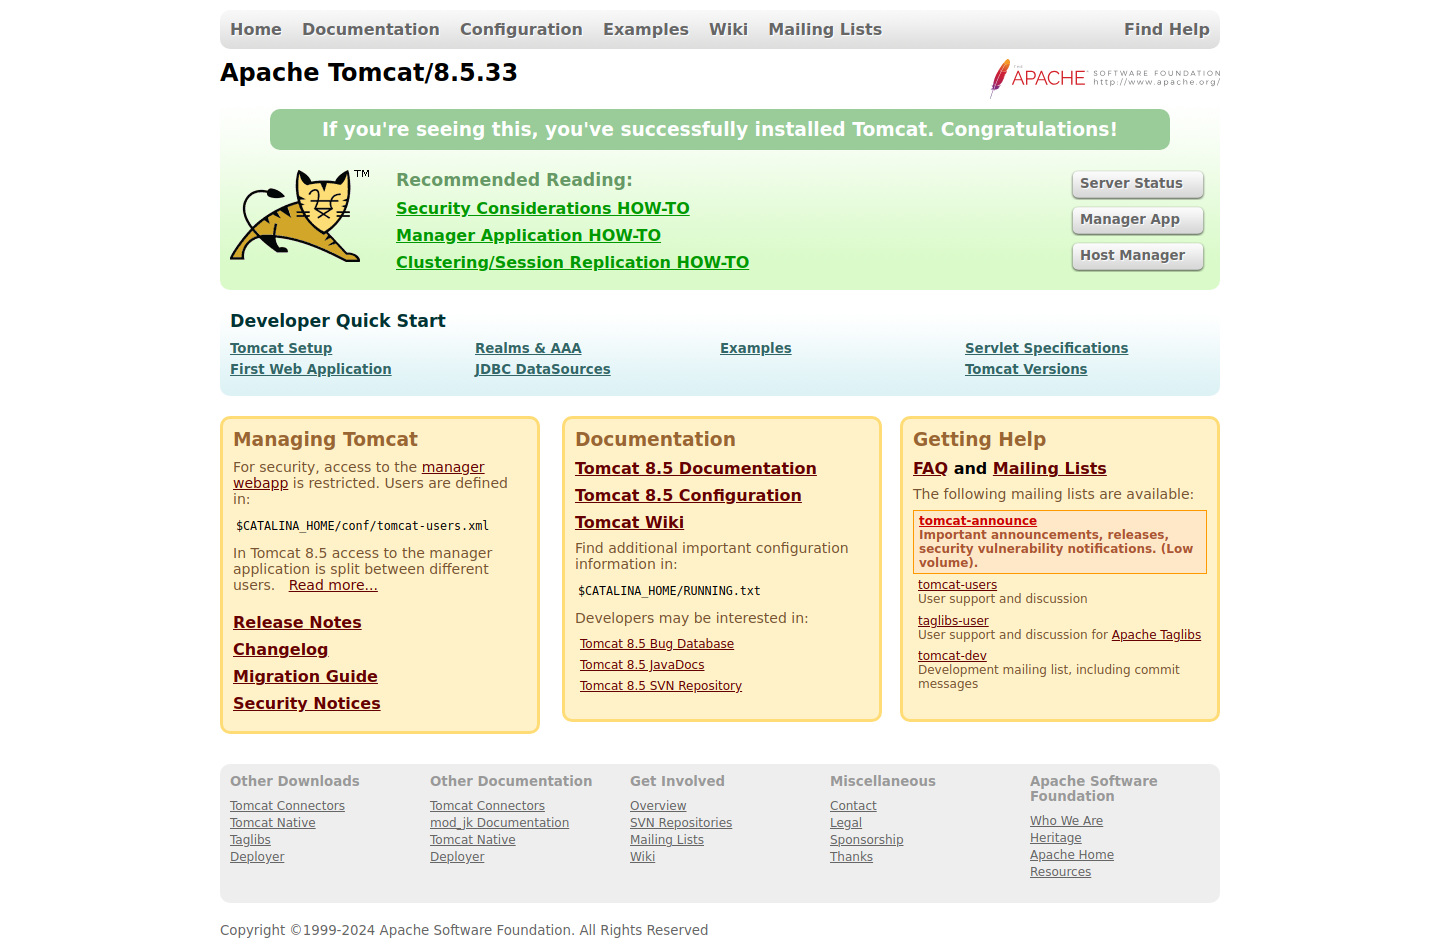 Home Documentation Configuration Examples Wiki Mailing Lists Find Help
Apache Tomcat/8.5.33
THE APACHE SOFTWARE FOUNDATION
http://www.apache.org/
If you're seeing this, you've successfully installed Tomcat. Congratulations!
TM
Recommended Reading:
Security Considerations HOW-TO
Manager Application HOW-TO
Clustering/Session Replication HOW-TO
Server Status
Manager App
Host Manager
Developer Quick Start
Tomcat Setup
First Web Application
Realms & AAA
JDBC DataSources
Examples
Servlet Specifications
Tomcat Versions
Managing Tomcat
For security, access to the manager
webapp is restricted. Users are defined
in:
$CATALINA_HOME/conf/tomcat-users.xml
In Tomcat 8.5 access to the manager
application is split between different
users. Read more...
Release Notes
Changelog
Migration Guide
Security Notices
Documentation
Tomcat 8.5 Documentation
Tomcat 8.5 Configuration
Tomcat Wiki
Find additional important configuration
information in:
$CATALINA_HOME/RUNNING.txt
Developers may be interested in:
Tomcat 8.5 Bug Database
Tomcat 8.5 JavaDocs
Tomcat 8.5 SVN Repository
Getting Help
FAQ and Mailing Lists
The following mailing lists are available:
tomcat-announce
Important announcements, releases,
security vulnerability notifications. (Low
volume).
tomcat-users
User support and discussion
taglibs-user
User support and discussion for Apache Taglibs
tomcat-dev
Development mailing list, including commit
messages
Other Downloads
Tomcat Connectors
Tomcat Native
Taglibs
Deployer
Other Documentation
Tomcat Connectors
mod_jk Documentation
Tomcat Native
Deployer
Get Involved
Overview
SVN Repositories
Mailing Lists
Wiki
Miscellaneous
Contact
Legal
Sponsorship
Thanks
Apache Software
Foundation
Who We Are
Heritage
Apache Home
Resources
Copyright ©1999-2024 Apache Software Foundation. All Rights Reserved